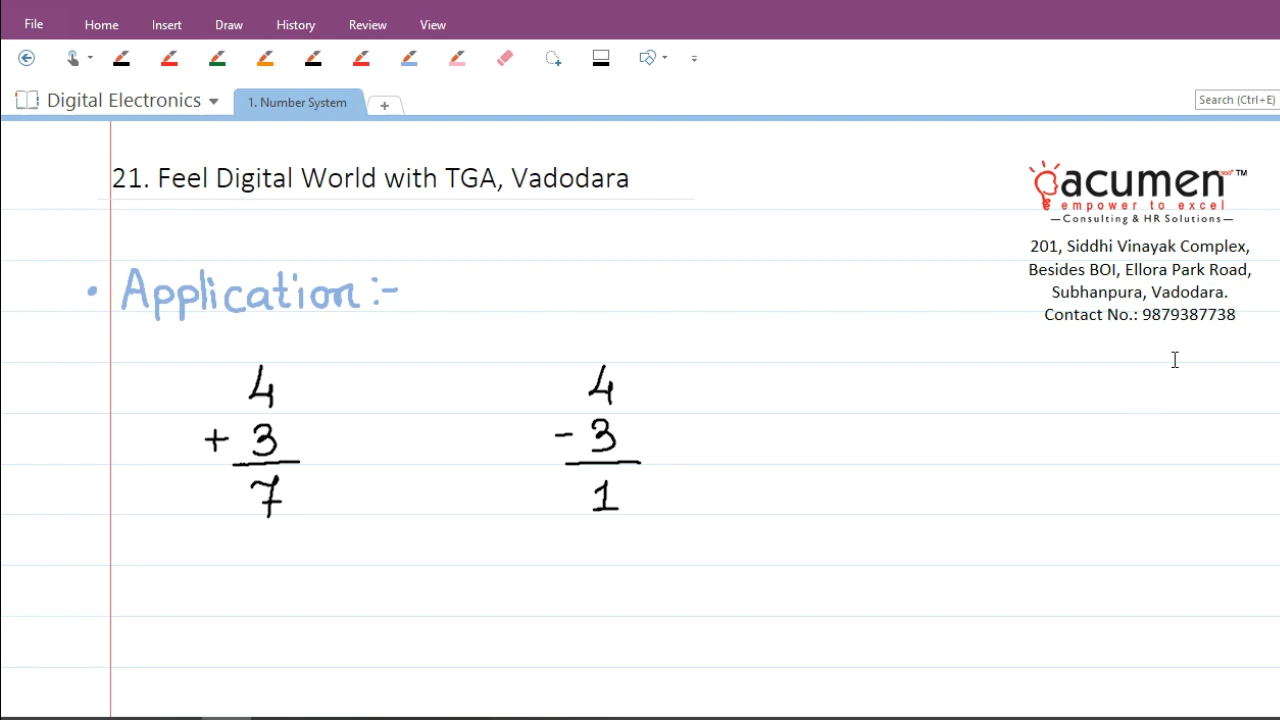 File Home Insert Draw History Review View
Digital Electronics 1. Number System + Search (Ctrl+E)
21. Feel Digital World with TGA, Vadodara
acumen ™
empower to excel
—Consulting & HR Solutions—
201, Siddhi Vinayak Complex,
Besides BOI, Ellora Park Road,
Subhanpura, Vadodara.
Contact No.: 9879387738
• Application :-
4
+ 3
7
4
- 3
1